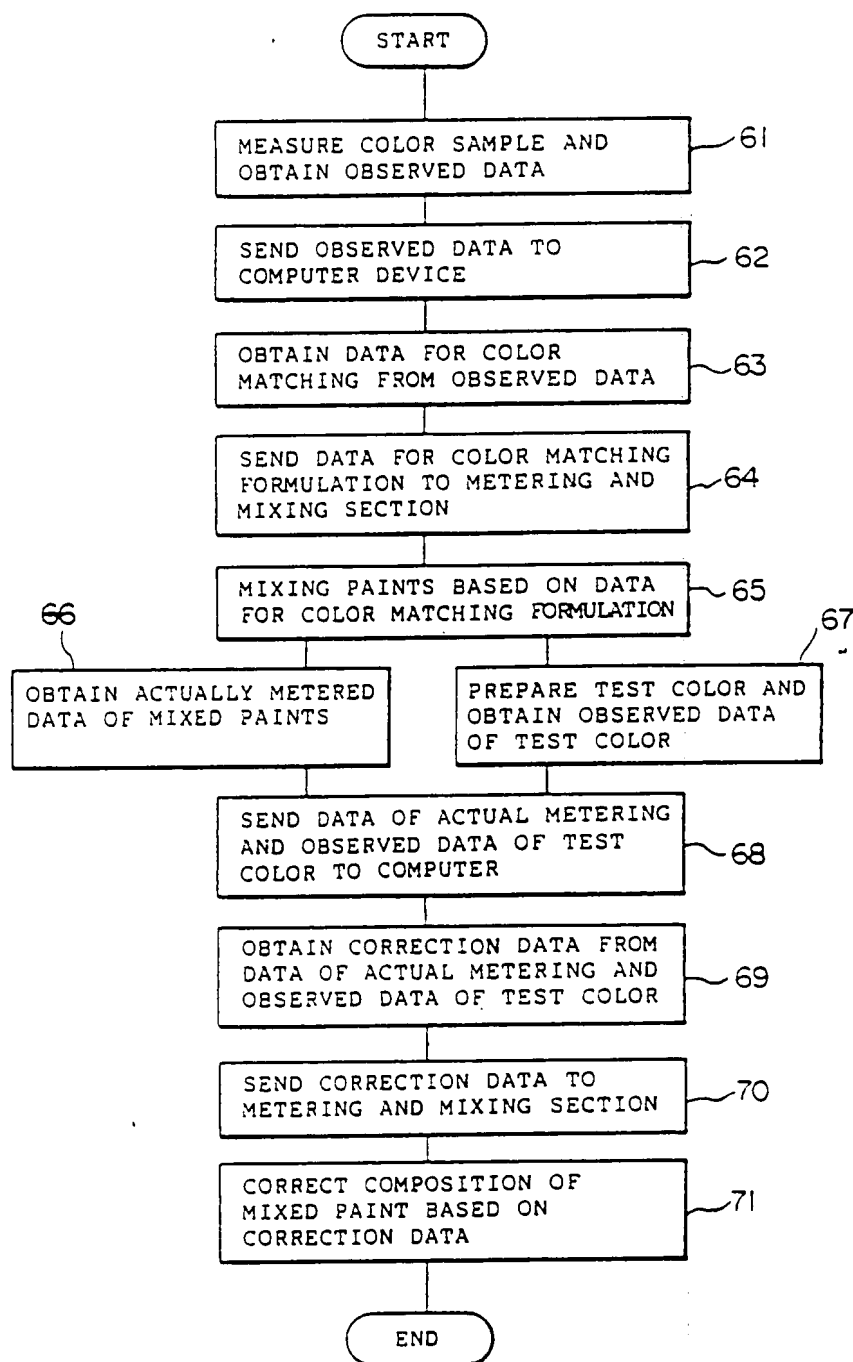 START
MEASURE COLOR SAMPLE AND
OBTAIN OBSERVED DATA
61
SEND OBSERVED DATA TO
COMPUTER DEVICE
62
OBTAIN DATA FOR COLOR
MATCHING FROM OBSERVED DATA
63
SEND DATA FOR COLOR MATCHING
FORMULATION TO METERING AND
MIXING SECTION
64
MIXING PAINTS BASED ON DATA
FOR COLOR MATCHING FORMULATION
65
66
OBTAIN ACTUALLY METERED
DATA OF MIXED PAINTS
67
PREPARE TEST COLOR AND
OBTAIN OBSERVED DATA
OF TEST COLOR
SEND DATA OF ACTUAL METERING
AND OBSERVED DATA OF TEST
COLOR TO COMPUTER
68
OBTAIN CORRECTION DATA FROM
DATA OF ACTUAL METERING AND
OBSERVED DATA OF TEST COLOR
69
SEND CORRECTION DATA TO
METERING AND MIXING SECTION
70
CORRECT COMPOSITION OF
MIXED PAINT BASED ON
CORRECTION DATA
71
END